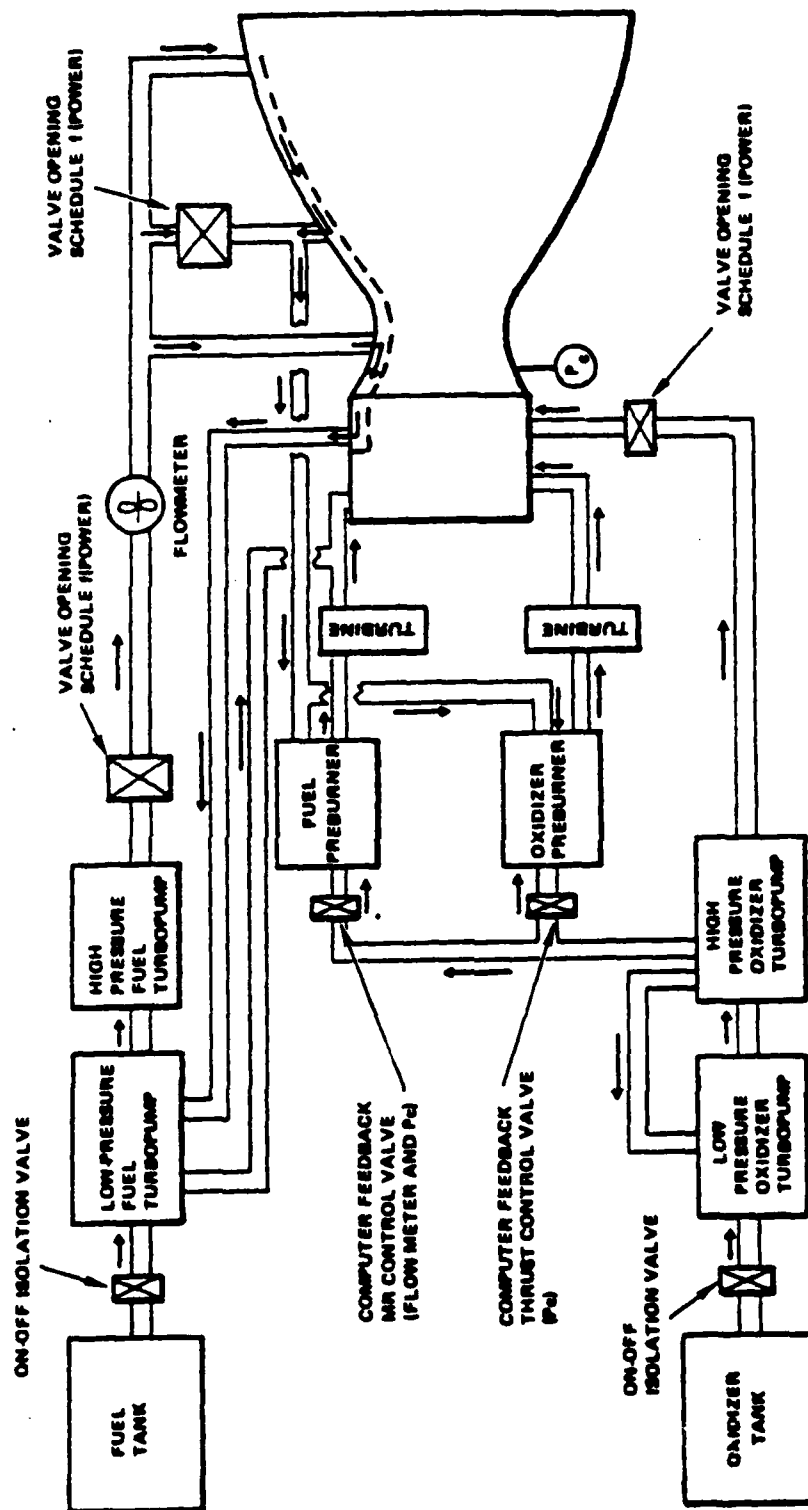 FUEL
TANK
ON-OFF ISOLATION VALVE
LOW-PRESSURE
FUEL
TURBOPUMP
HIGH
PRESSURE
FUEL
TURBOPUMP
VALVE OPENING
SCHEDULE f(POWER)
FLOWMETER
VALVE OPENING
SCHEDULE f (POWER)
COMPUTER FEEDBACK
MR CONTROL VALVE
(FLOW METER AND Pc)
FUEL
PREBURNER
TURBINE
COMPUTER FEEDBACK
THRUST CONTROL VALVE
(Pc)
OXIDIZER
PREBURNER
TURBINE
Pc
OXIDIZER
TANK
ON-OFF
ISOLATION VALVE
LOW
PRESSURE
OXIDIZER
TURBOPUMP
HIGH
PRESSURE
OXIDIZER
TURBOPUMP
VALVE OPENING
SCHEDULE f (POWER)